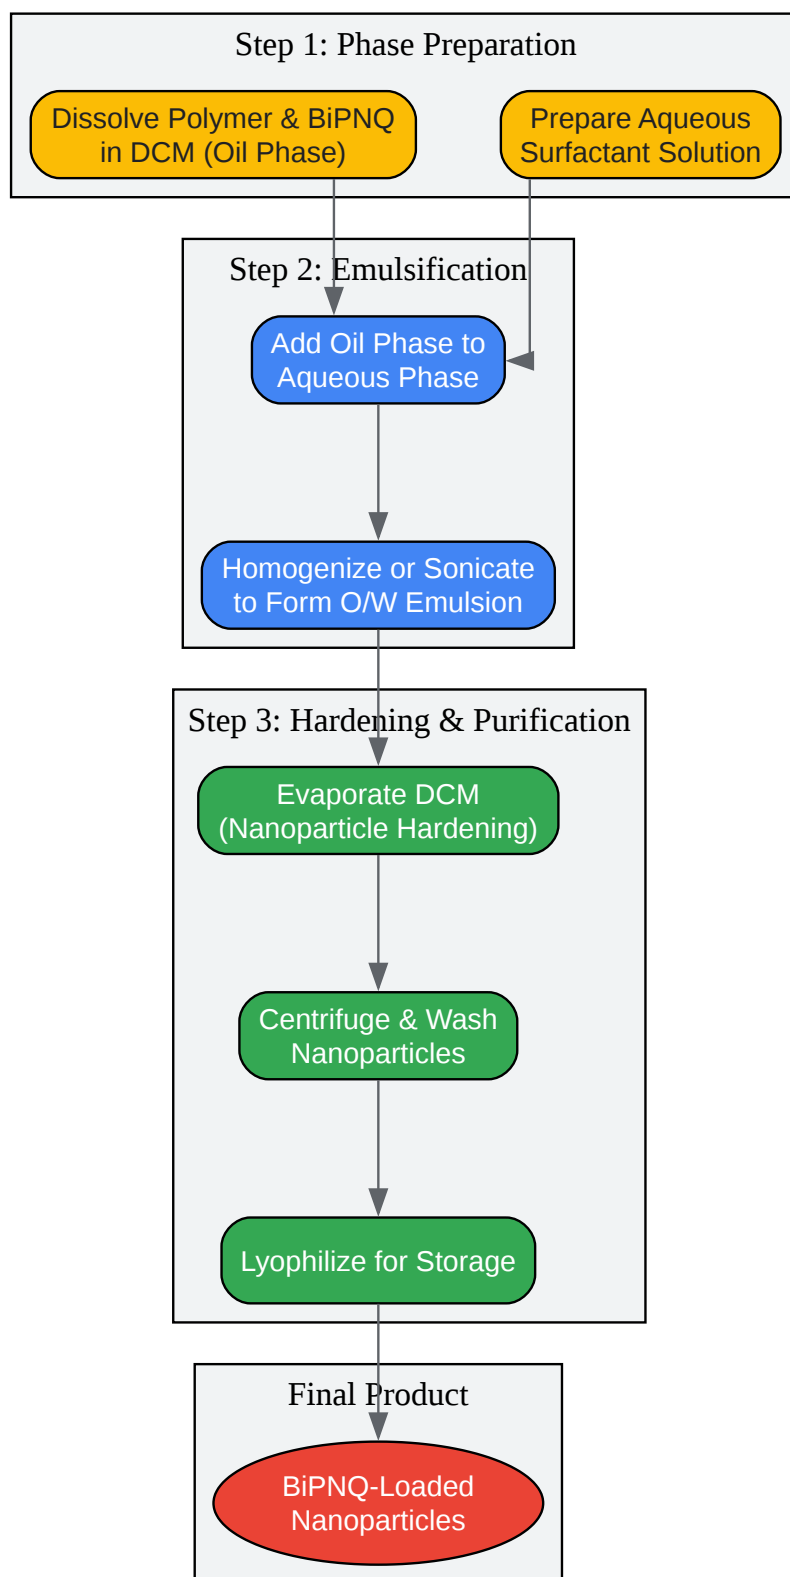 Step 1: Phase Preparation
Dissolve Polymer & BiPNQ
in DCM (Oil Phase)
Prepare Aqueous
Surfactant Solution
Step 2: Emulsification
Add Oil Phase to
Aqueous Phase
Homogenize or Sonicate
to Form O/W Emulsion
Step 3: Hardening & Purification
Evaporate DCM
(Nanoparticle Hardening)
Centrifuge & Wash
Nanoparticles
Lyophilize for Storage
Final Product
BiPNQ-Loaded
Nanoparticles